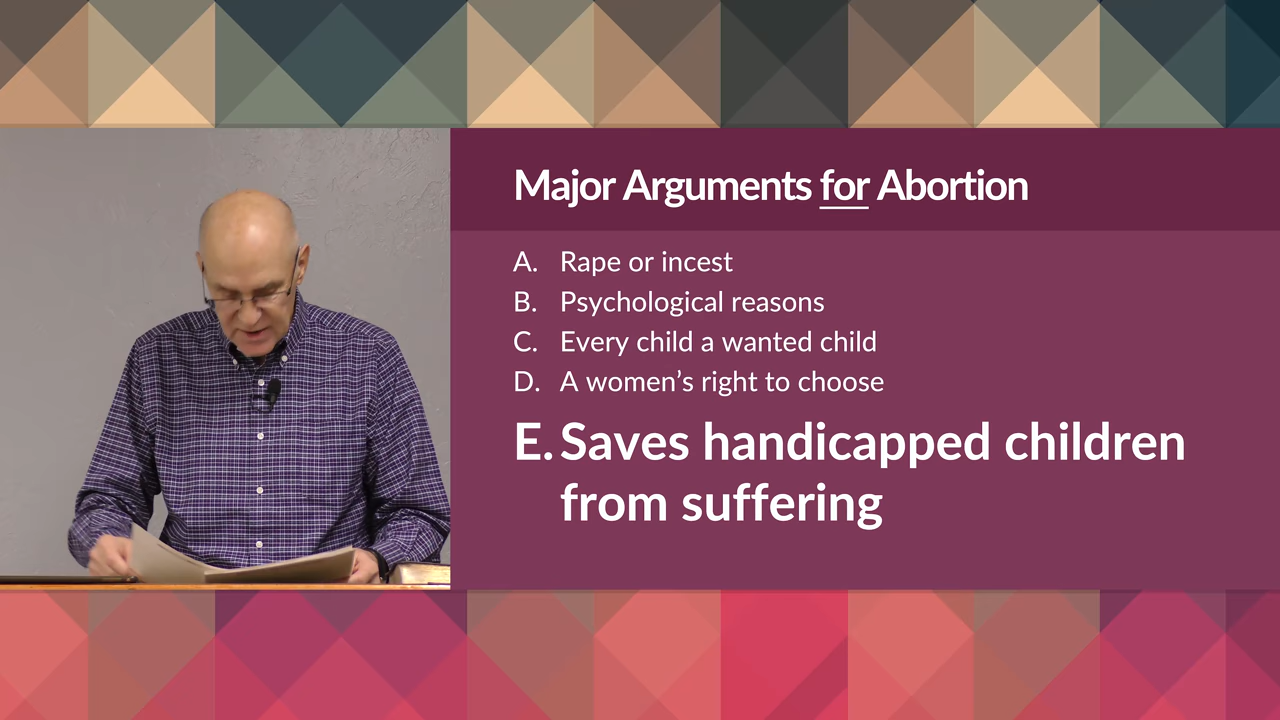 Major Arguments for Abortion
A. Rape or incest
B. Psychological reasons
C. Every child a wanted child
D. A women’s right to choose
E. Saves handicapped children
from suffering